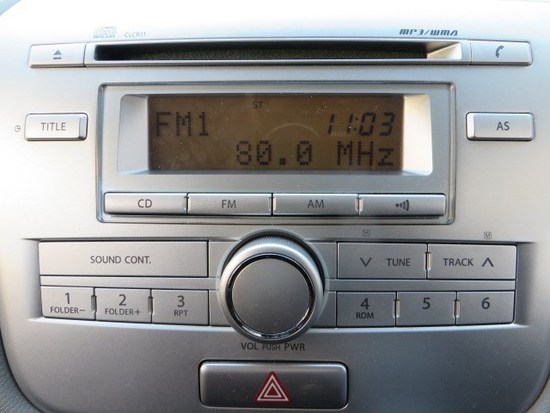 CLCR11 MP3/WMA
TITLE
ST
FM1 11:03
80.0 MHz
AS
CD FM AM
SOUND CONT.
TUNE TRACK
M
1 2 3 4 5 6
FOLDER− FOLDER+ RPT RDM
VOL PUSH PWR